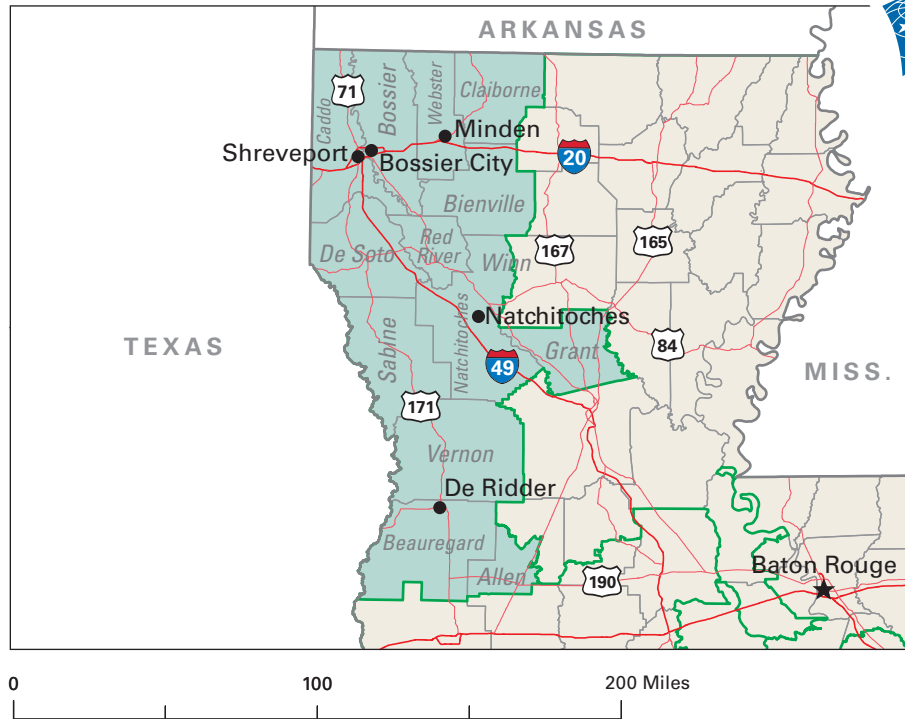 ARKANSAS
71
Caddo
Bossier
Webster
Claiborne
Minden
Shreveport
Bossier City
20
Bienville
De Soto
Red
River
Winn
167
165
Natchitoches
TEXAS
Sabine
Natchitoches
Grant
84
49
MISS.
171
Vernon
De Ridder
Beauregard
Allen
190
Baton Rouge
0 100 200 Miles